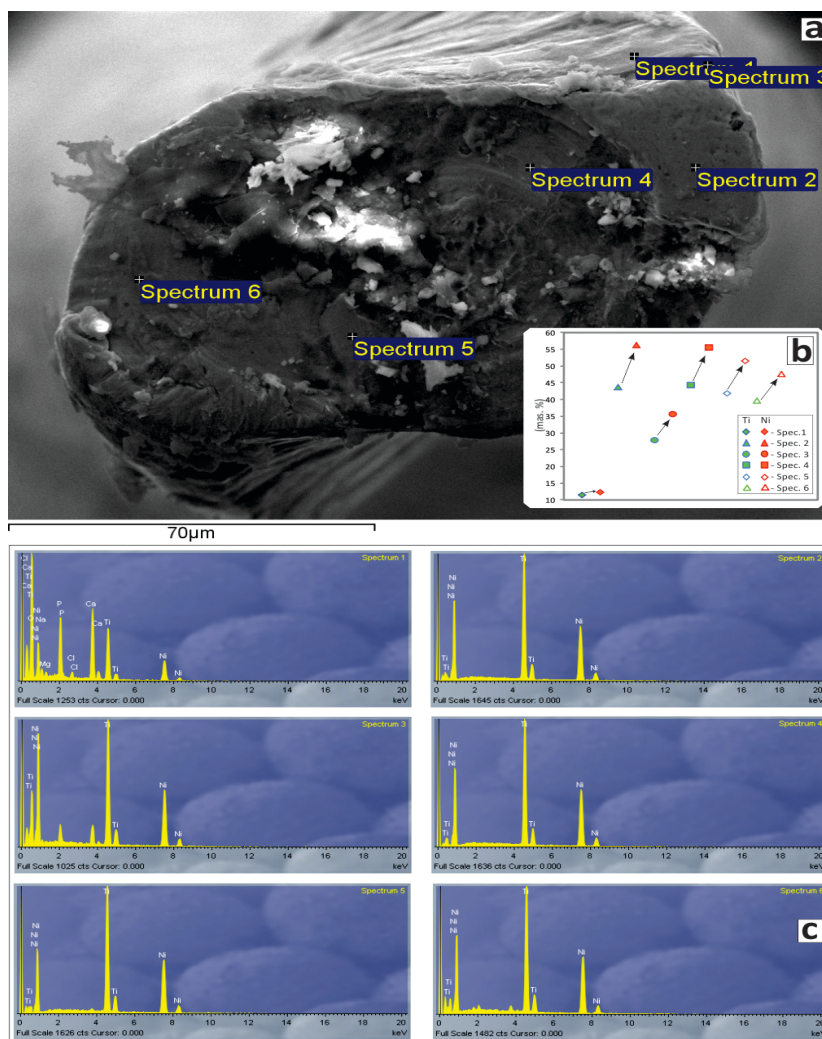 a
Spectrum 1
Spectrum 3
Spectrum 4
Spectrum 2
Spectrum 6
Spectrum 5
b
60
55
50
45
40
35
30
25
20
15
10
(mas. %)
Ti Ni
- Spec.1
- Spec. 2
- Spec. 3
- Spec. 4
- Spec. 5
- Spec. 6
70μm
Spectrum 1
Cl
Ca
Ti
Ca
Ti
O
Ni
Na
Ni
Ni
Mg
P
P
Cl
Cl
Ca
Ca
Ti
Ti
Ni
Ni
0 2 4 6 8 10 12 14 16 18 20
Full Scale 1253 cts Cursor: 0.000 keV
Spectrum 2
Ni
Ni
Ni
Ti
Ti
Ti
Ti
Ni
Ni
0 2 4 6 8 10 12 14 16 18 20
Full Scale 1645 cts Cursor: 0.000 keV
Spectrum 3
Ni
Ni
Ni
Ti
Ti
Ti
Ti
Ni
Ni
0 2 4 6 8 10 12 14 16 18 20
Full Scale 1025 cts Cursor: 0.000 keV
Spectrum 4
Ni
Ni
Ni
Ti
Ti
Ti
Ti
Ni
Ni
0 2 4 6 8 10 12 14 16 18 20
Full Scale 1636 cts Cursor: 0.000 keV
Spectrum 5
Ni
Ni
Ni
Ti
Ti
Ti
Ti
Ni
Ni
0 2 4 6 8 10 12 14 16 18 20
Full Scale 1626 cts Cursor: 0.000 keV
Spectrum 6
Ni
Ni
Ni
Ti
Ti
Ti
Ti
Ni
Ni
c
0 2 4 6 8 10 12 14 16 18 20
Full Scale 1482 cts Cursor: 0.000 keV